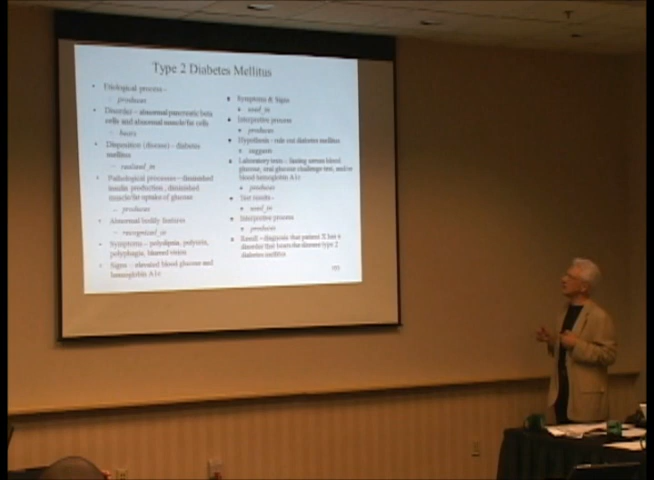 Type 2 Diabetes Mellitus
• Etiological process –
– produces
• Disorder – abnormal pancreatic beta
cells and abnormal muscle/fat cells
– bears
• Disposition (disease) – diabetes
mellitus
– realized_in
• Pathological processes – diminished
insulin production, diminished
muscle/fat uptake of glucose
– produces
• Abnormal bodily features
– recognized_in
• Symptoms – polydipsia, polyuria,
polyphagia, blurred vision
• Signs – elevated blood glucose and
hemoglobin A1c
• Symptoms & Signs
• used_in
• Interpretive process
• produces
• Hypothesis - rule out diabetes mellitus
• suggests
• Laboratory tests – fasting serum blood
glucose, oral glucose challenge test, and/or
blood hemoglobin A1c
• produces
• Test results –
• used_in
• Interpretive process
• produces
• Result – diagnosis that patient X has a
disorder that bears the disease type 2
diabetes mellitus